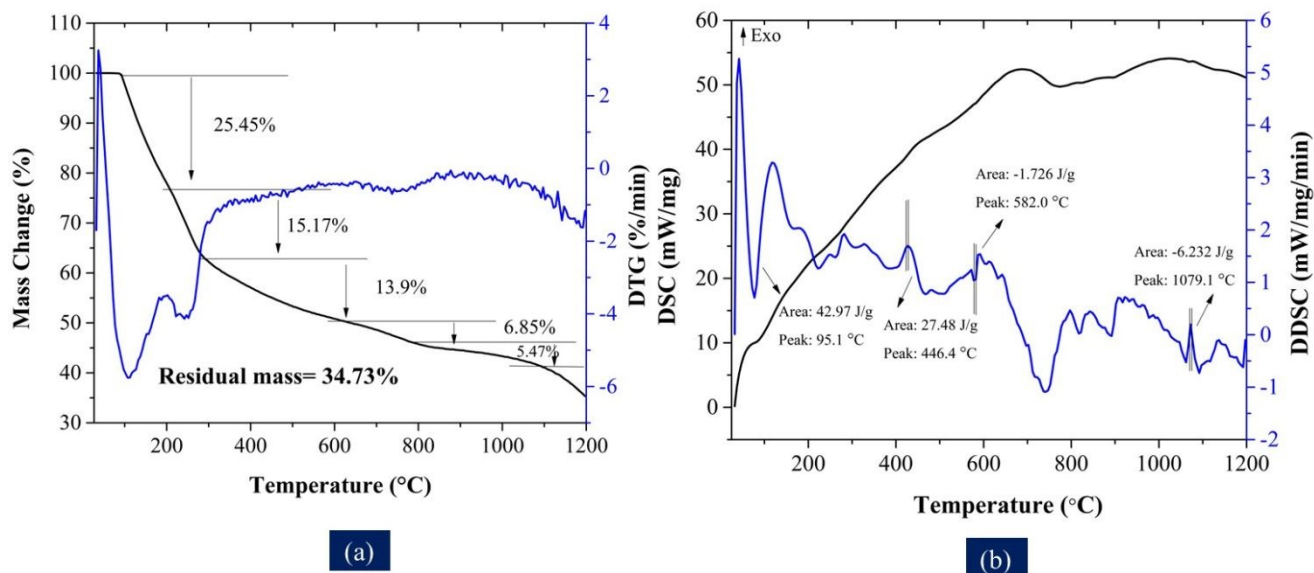 110
100
90
80
70
60
50
40
30
Mass Change (%)
25.45%
15.17%
13.9%
6.85%
5.47%
Residual mass= 34.73%
200 400 600 800 1000 1200
Temperature (°C)
4
2
0
-2
-4
-6
DTG (%/min)
(a)
60
50
40
30
20
10
0
DSC (mW/mg)
Exo
Area: 42.97 J/g
Peak: 95.1 °C
Area: 27.48 J/g
Peak: 446.4 °C
Area: -1.726 J/g
Peak: 582.0 °C
Area: -6.232 J/g
Peak: 1079.1 °C
200 400 600 800 1000 1200
Temperature (°C)
6
5
4
3
2
1
0
-1
-2
DDSC (mW/mg/min)
(b)